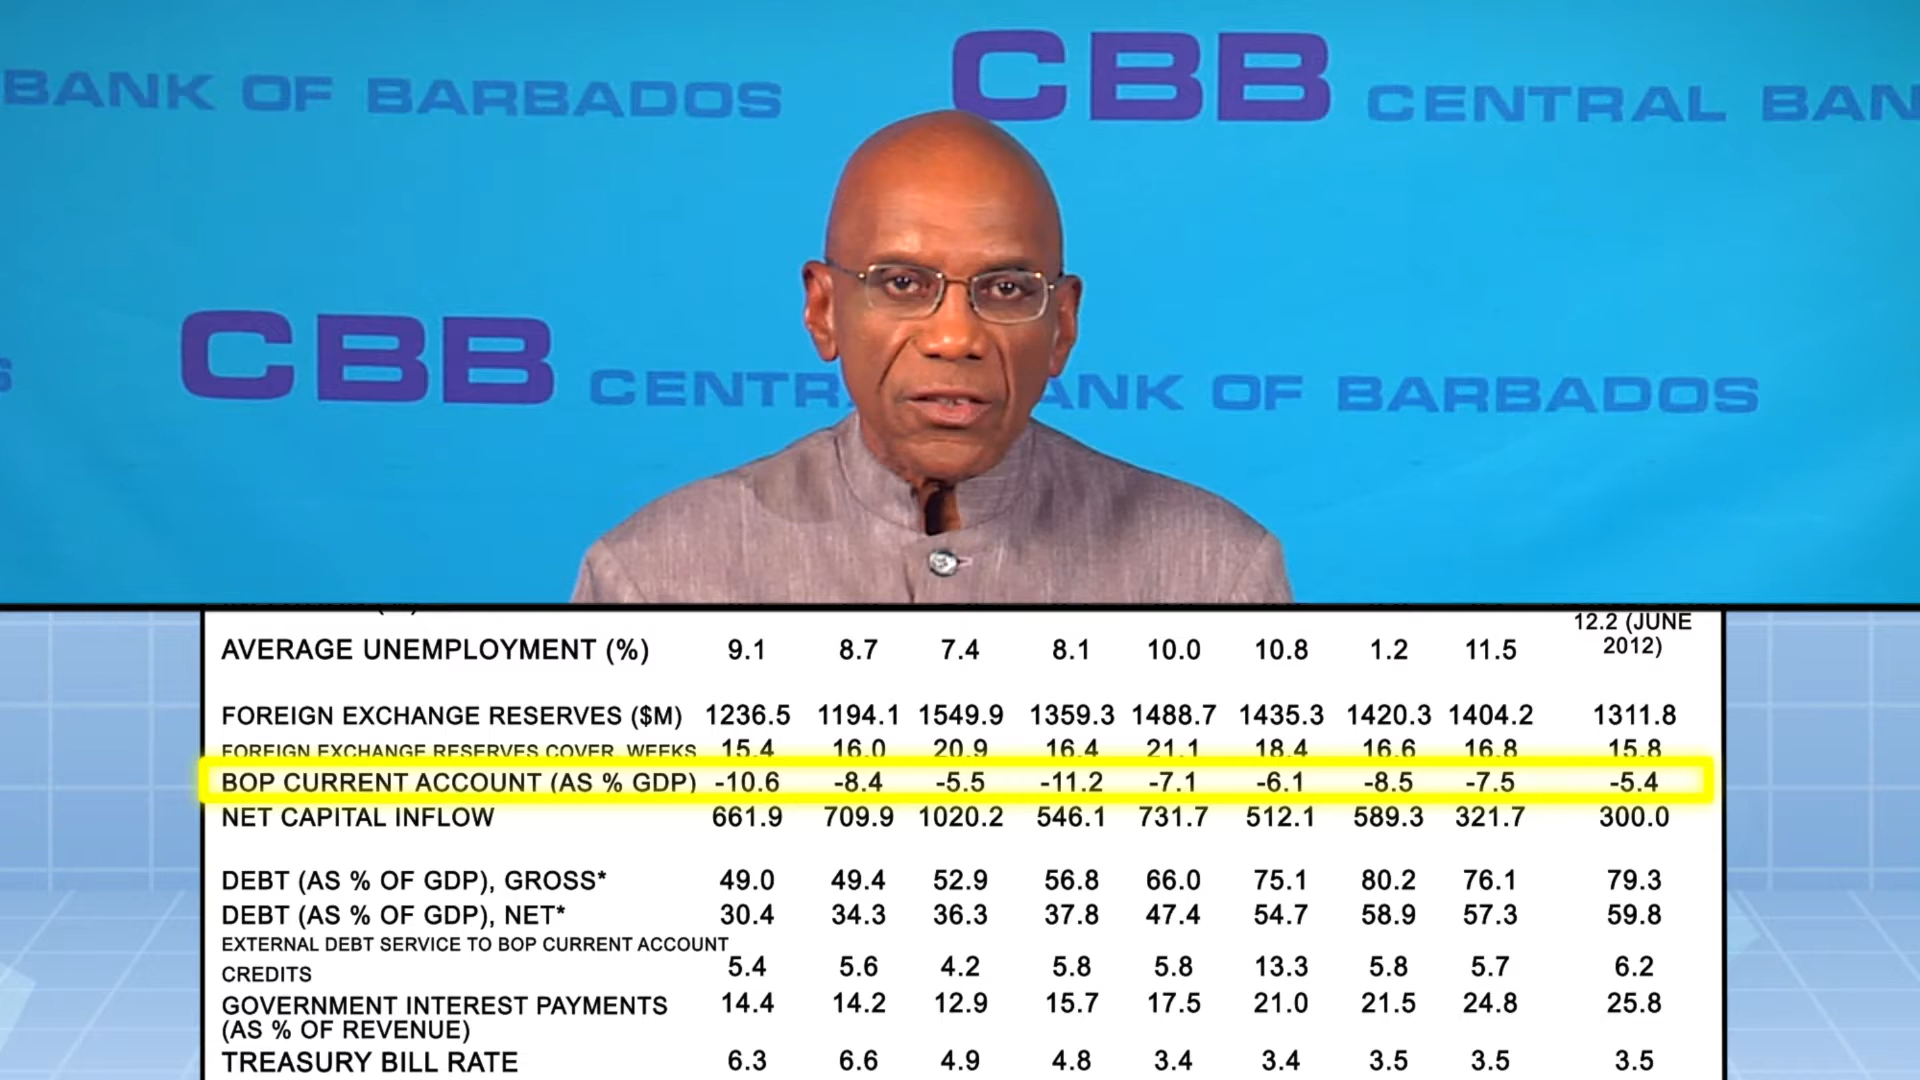 BANK OF BARBADOS CBB CENTRAL BAN
CBB CENTR ANK OF BARBADOS
12.2 (JUNE
AVERAGE UNEMPLOYMENT (%) 9.1 8.7 7.4 8.1 10.0 10.8 1.2 11.5 2012)
FOREIGN EXCHANGE RESERVES ($M) 1236.5 1194.1 1549.9 1359.3 1488.7 1435.3 1420.3 1404.2 1311.8
FOREIGN EXCHANGE RESERVES COVER, WEEKS 15.4 16.0 20.9 16.4 21.1 18.4 16.6 16.8 15.8
BOP CURRENT ACCOUNT (AS % GDP) -10.6 -8.4 -5.5 -11.2 -7.1 -6.1 -8.5 -7.5 -5.4
NET CAPITAL INFLOW 661.9 709.9 1020.2 546.1 731.7 512.1 589.3 321.7 300.0
DEBT (AS % OF GDP), GROSS* 49.0 49.4 52.9 56.8 66.0 75.1 80.2 76.1 79.3
DEBT (AS % OF GDP), NET* 30.4 34.3 36.3 37.8 47.4 54.7 58.9 57.3 59.8
EXTERNAL DEBT SERVICE TO BOP CURRENT ACCOUNT
CREDITS 5.4 5.6 4.2 5.8 5.8 13.3 5.8 5.7 6.2
GOVERNMENT INTEREST PAYMENTS 14.4 14.2 12.9 15.7 17.5 21.0 21.5 24.8 25.8
(AS % OF REVENUE)
TREASURY BILL RATE 6.3 6.6 4.9 4.8 3.4 3.4 3.5 3.5 3.5